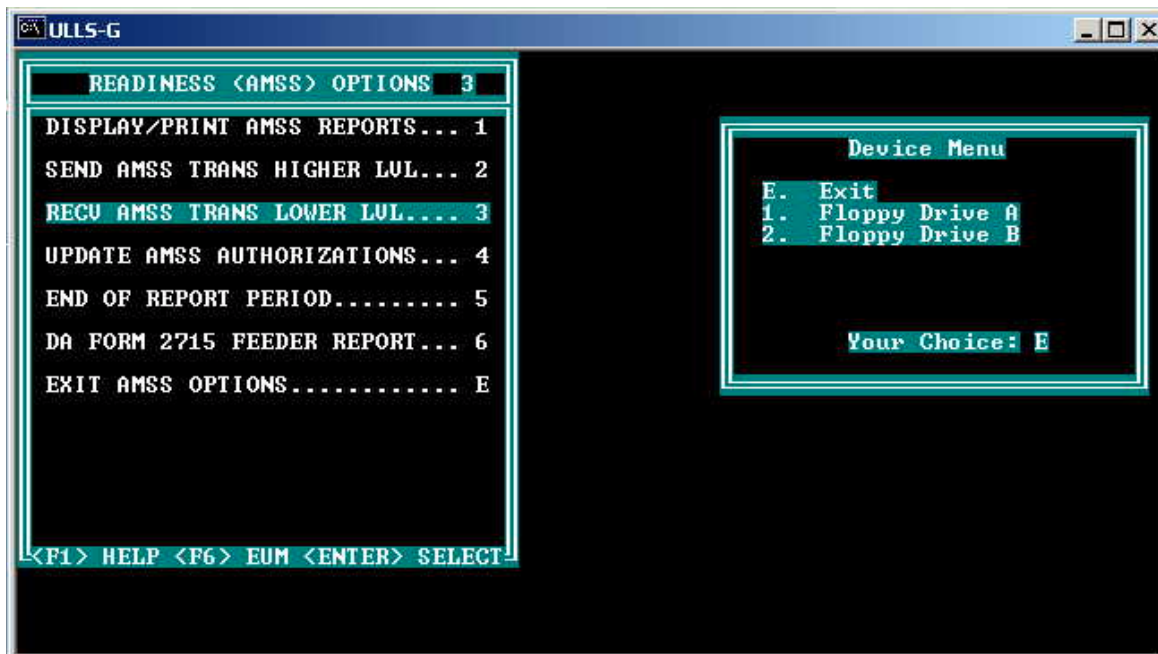 ULLS-G
READINESS <AMSS> OPTIONS 3
DISPLAY/PRINT AMSS REPORTS... 1
SEND AMSS TRANS HIGHER LVL... 2
RECV AMSS TRANS LOWER LVL.... 3
UPDATE AMSS AUTHORIZATIONS... 4
END OF REPORT PERIOD......... 5
DA FORM 2715 FEEDER REPORT... 6
EXIT AMSS OPTIONS............ E
<F1> HELP <F6> EUM <ENTER> SELECT
Device Menu
E. Exit
1. Floppy Drive A
2. Floppy Drive B
Your Choice: E